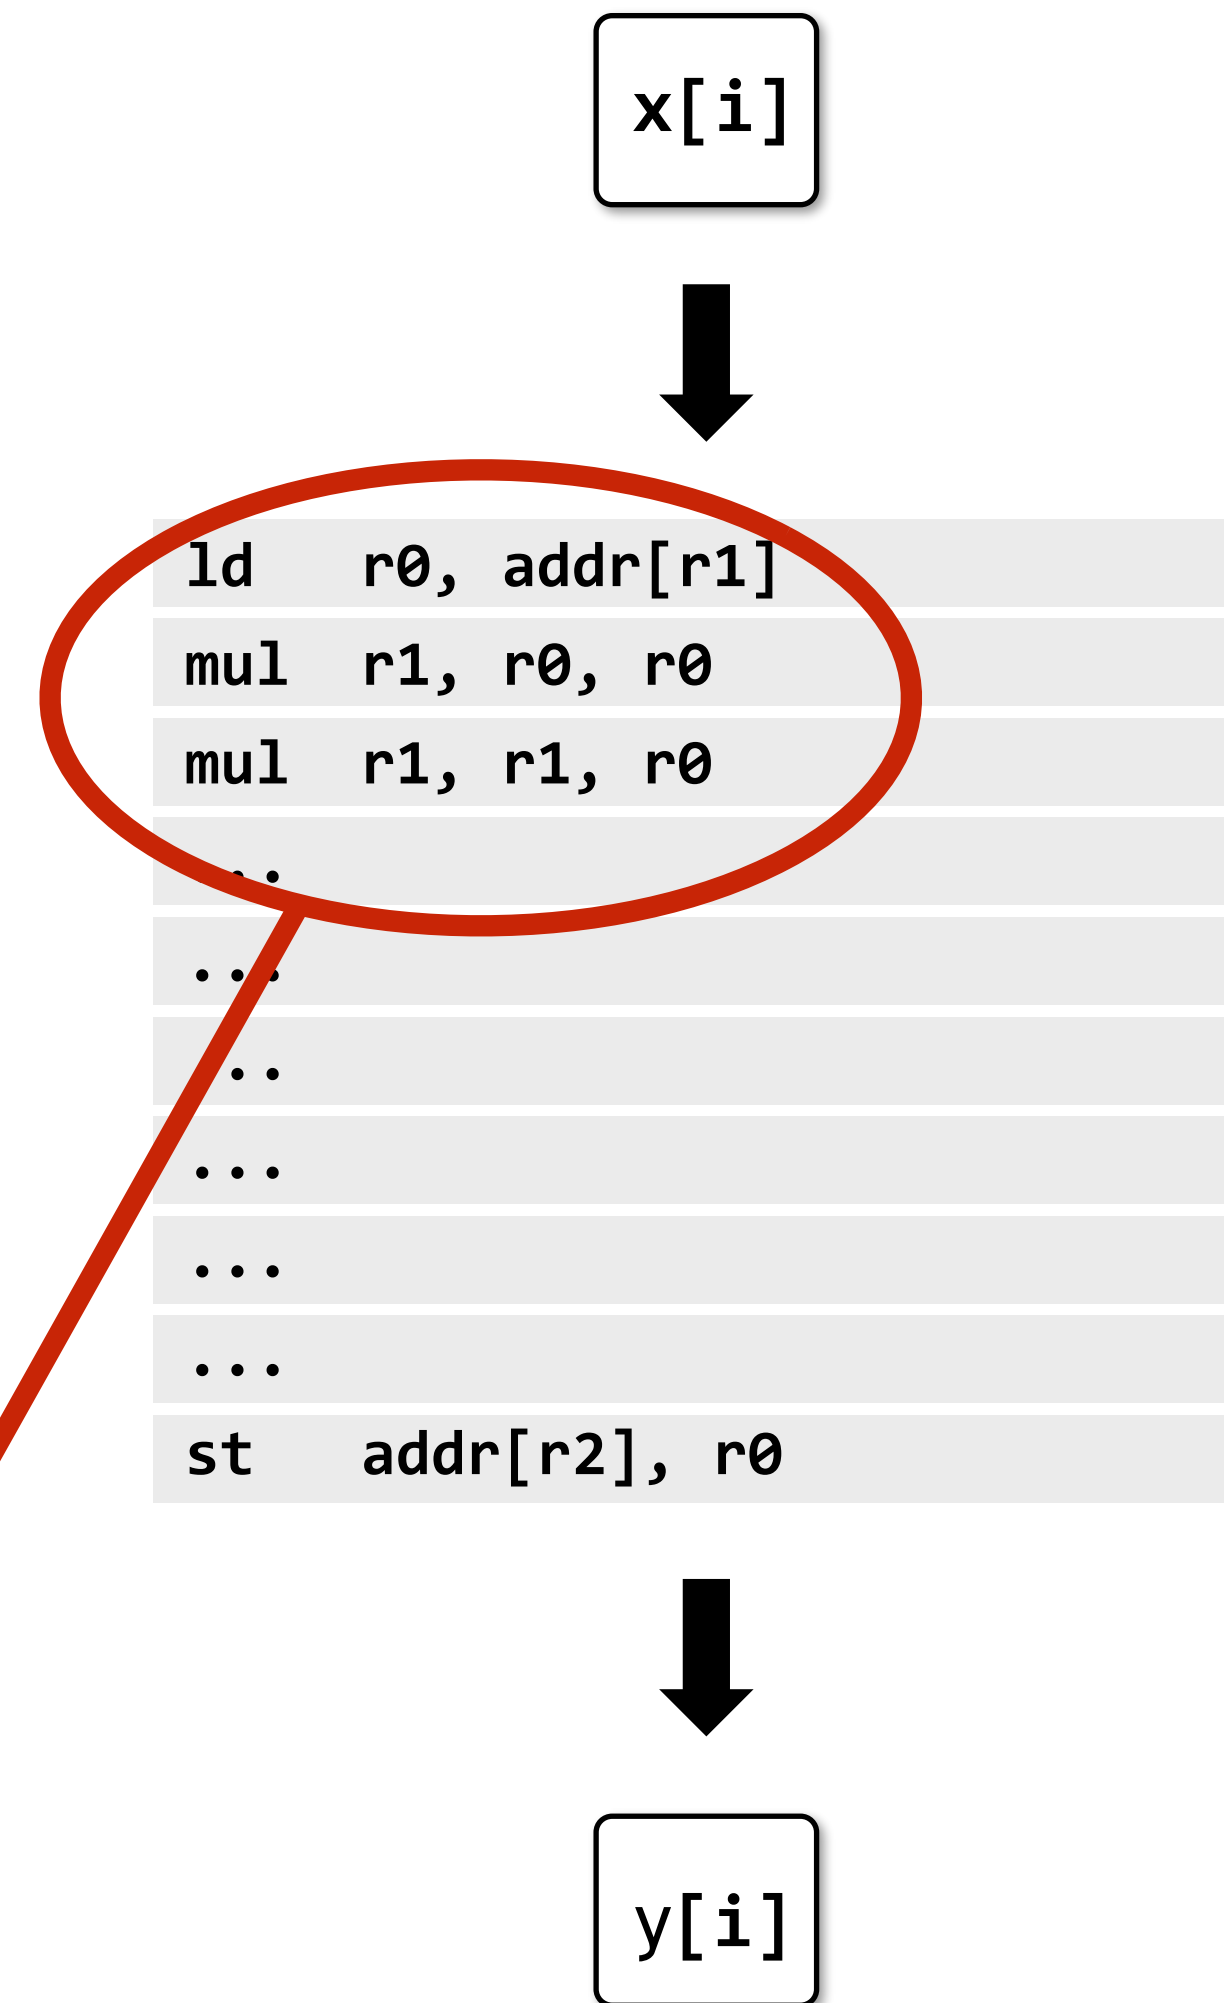 x[i]
ld r0, addr[r1]
mul r1, r0, r0
mul r1, r1, r0
...
...
...
...
...
...
st addr[r2], r0
y[i]